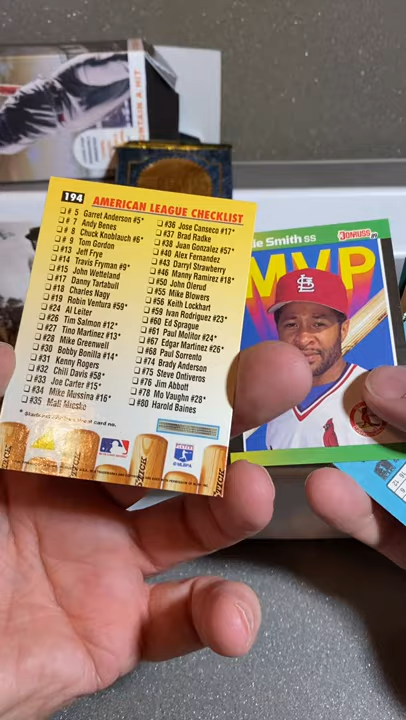 194 AMERICAN LEAGUE CHECKLIST
# 5 Garret Anderson #5*
# 7 Andy Benes
# 8 Chuck Knoblauch #6*
# 9 Tom Gordon
#13 Jeff Frye
#14 Travis Fryman #9*
#15 John Wetteland
#17 Danny Tartabull
#18 Charles Nagy
#19 Robin Ventura #59*
#24 Al Leiter
#26 Tim Salmon #12*
#27 Tino Martinez #13*
#28 Mike Greenwell
#30 Bobby Bonilla #14*
#31 Kenny Rogers
#32 Chili Davis #58*
#33 Joe Carter #15*
#34 Mike Mussina #16*
#35 Matt Mieske
#36 Jose Canseco #17*
#37 Brad Radke
#38 Juan Gonzalez #57*
#40 Alex Fernandez
#43 Darryl Strawberry
#46 Manny Ramirez #18*
#50 John Olerud
#55 Mike Blowers
#56 Keith Lockhart
#59 Ivan Rodriguez #23*
#60 Ed Sprague
#61 Paul Molitor #24*
#67 Edgar Martinez #26*
#68 Paul Sorrento
#74 Brady Anderson
#75 Steve Ontiveros
#76 Jim Abbott
#78 Mo Vaughn #28*
#80 Harold Baines
MLBPA
ie Smith SS
DONRUSS 89
MVP
StL